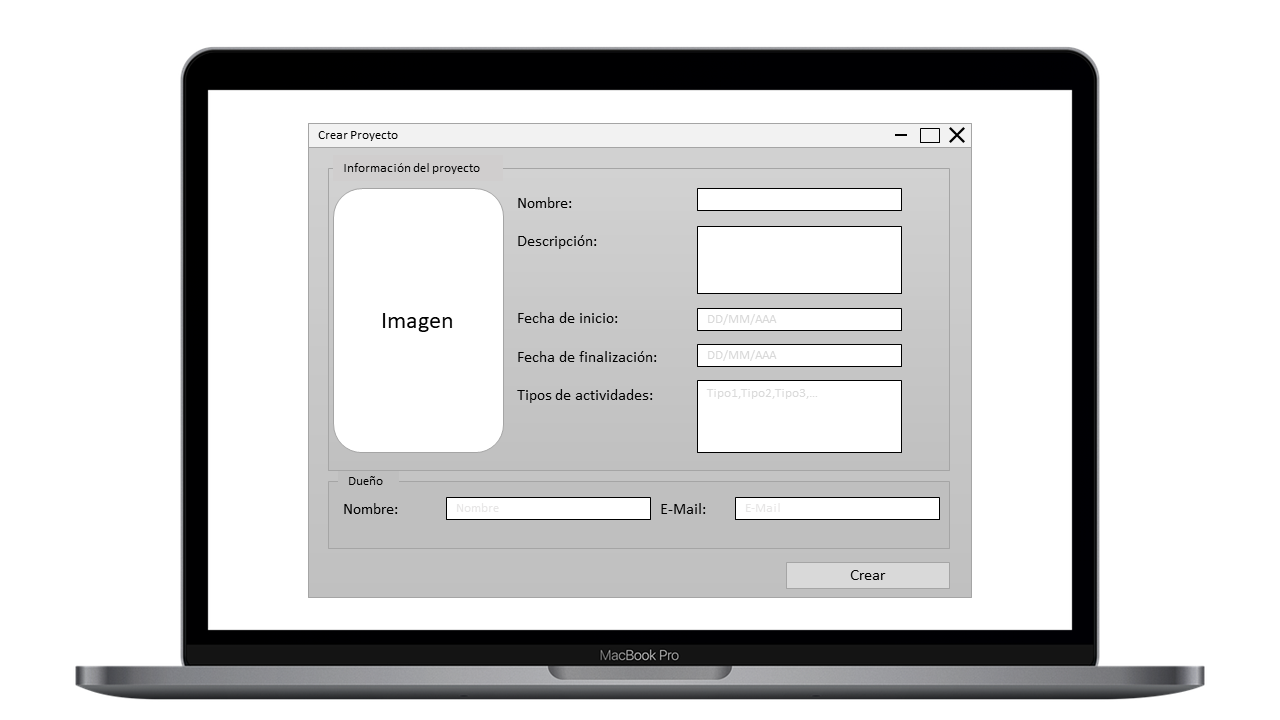 Crear Proyecto
Información del proyecto
Imagen
Nombre:
Descripción:
Fecha de inicio:
DD/MM/AAA
Fecha de finalización:
DD/MM/AAA
Tipos de actividades:
Tipo1,Tipo2,Tipo3,...
Dueño
Nombre:
Nombre
E-Mail:
E-Mail
Crear
MacBook Pro